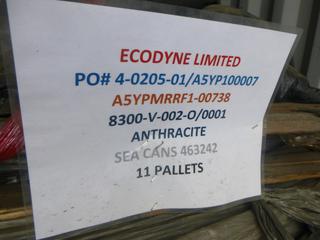 ECODYNE LIMITED
PO# 4-0205-01/A5YP100007
A5YPMRRF1-00738
8300-V-002-O/0001
ANTHRACITE
SEA CANS 463242
11 PALLETS